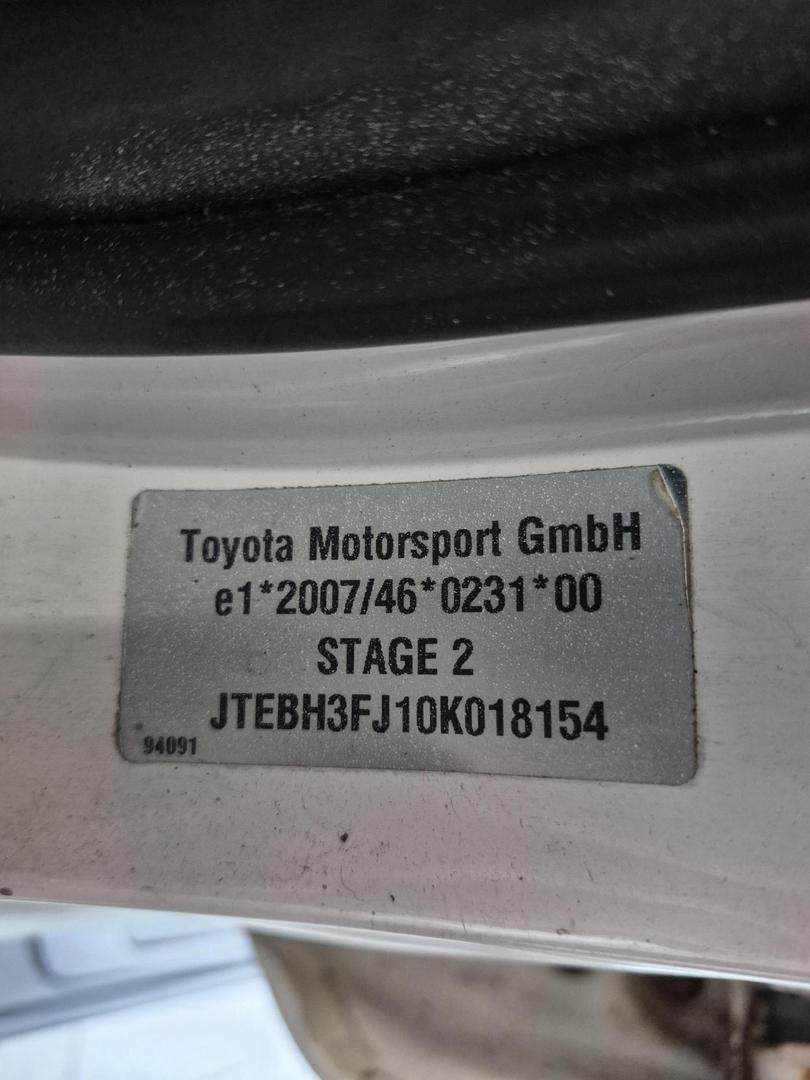 Toyota Motorsport GmbH
e1*2007/46*0231*00
STAGE 2
JTEBH3FJ10K018154
94091